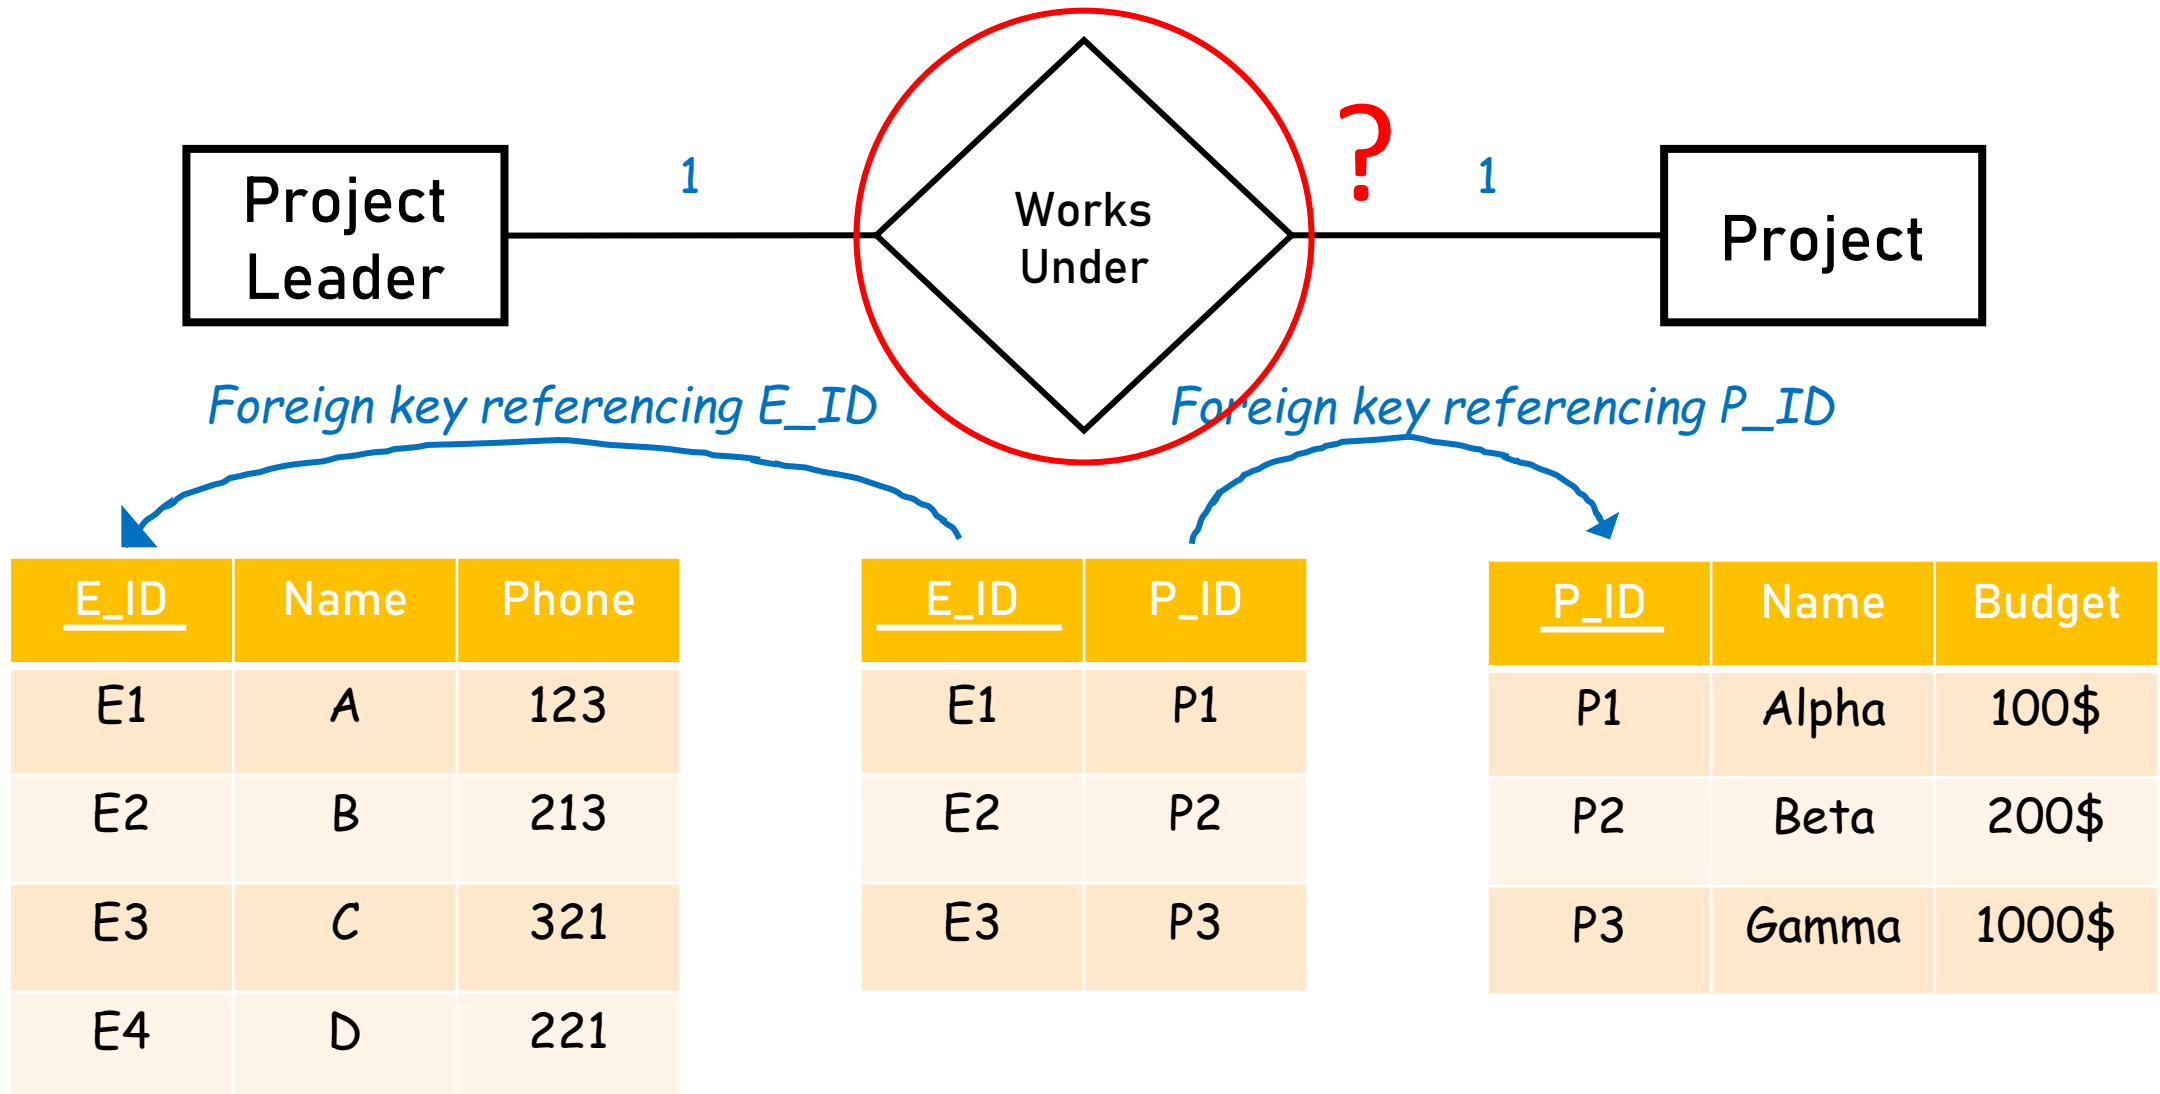 ?
1
1
Project
Leader
Works
Under
Project
Foreign key referencing E_ID
Foreign key referencing P_ID
E_ID Name Phone
E1 A 123
E2 B 213
E3 C 321
E4 D 221
E_ID P_ID
E1 P1
E2 P2
E3 P3
P_ID Name Budget
P1 Alpha 100$
P2 Beta 200$
P3 Gamma 1000$